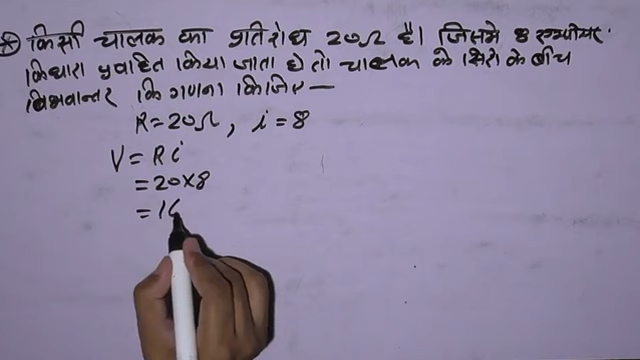 किसी चालक का प्रतिरोध 20Ω है। जिसमे 8 एम्पीयर
किधारा प्रवाहित किया जाता है तो चालक के सिरो के बीच
विभवान्तर कि गणना किजिए —
R = 20Ω, i = 8
V = Ri
= 20×8
= 16